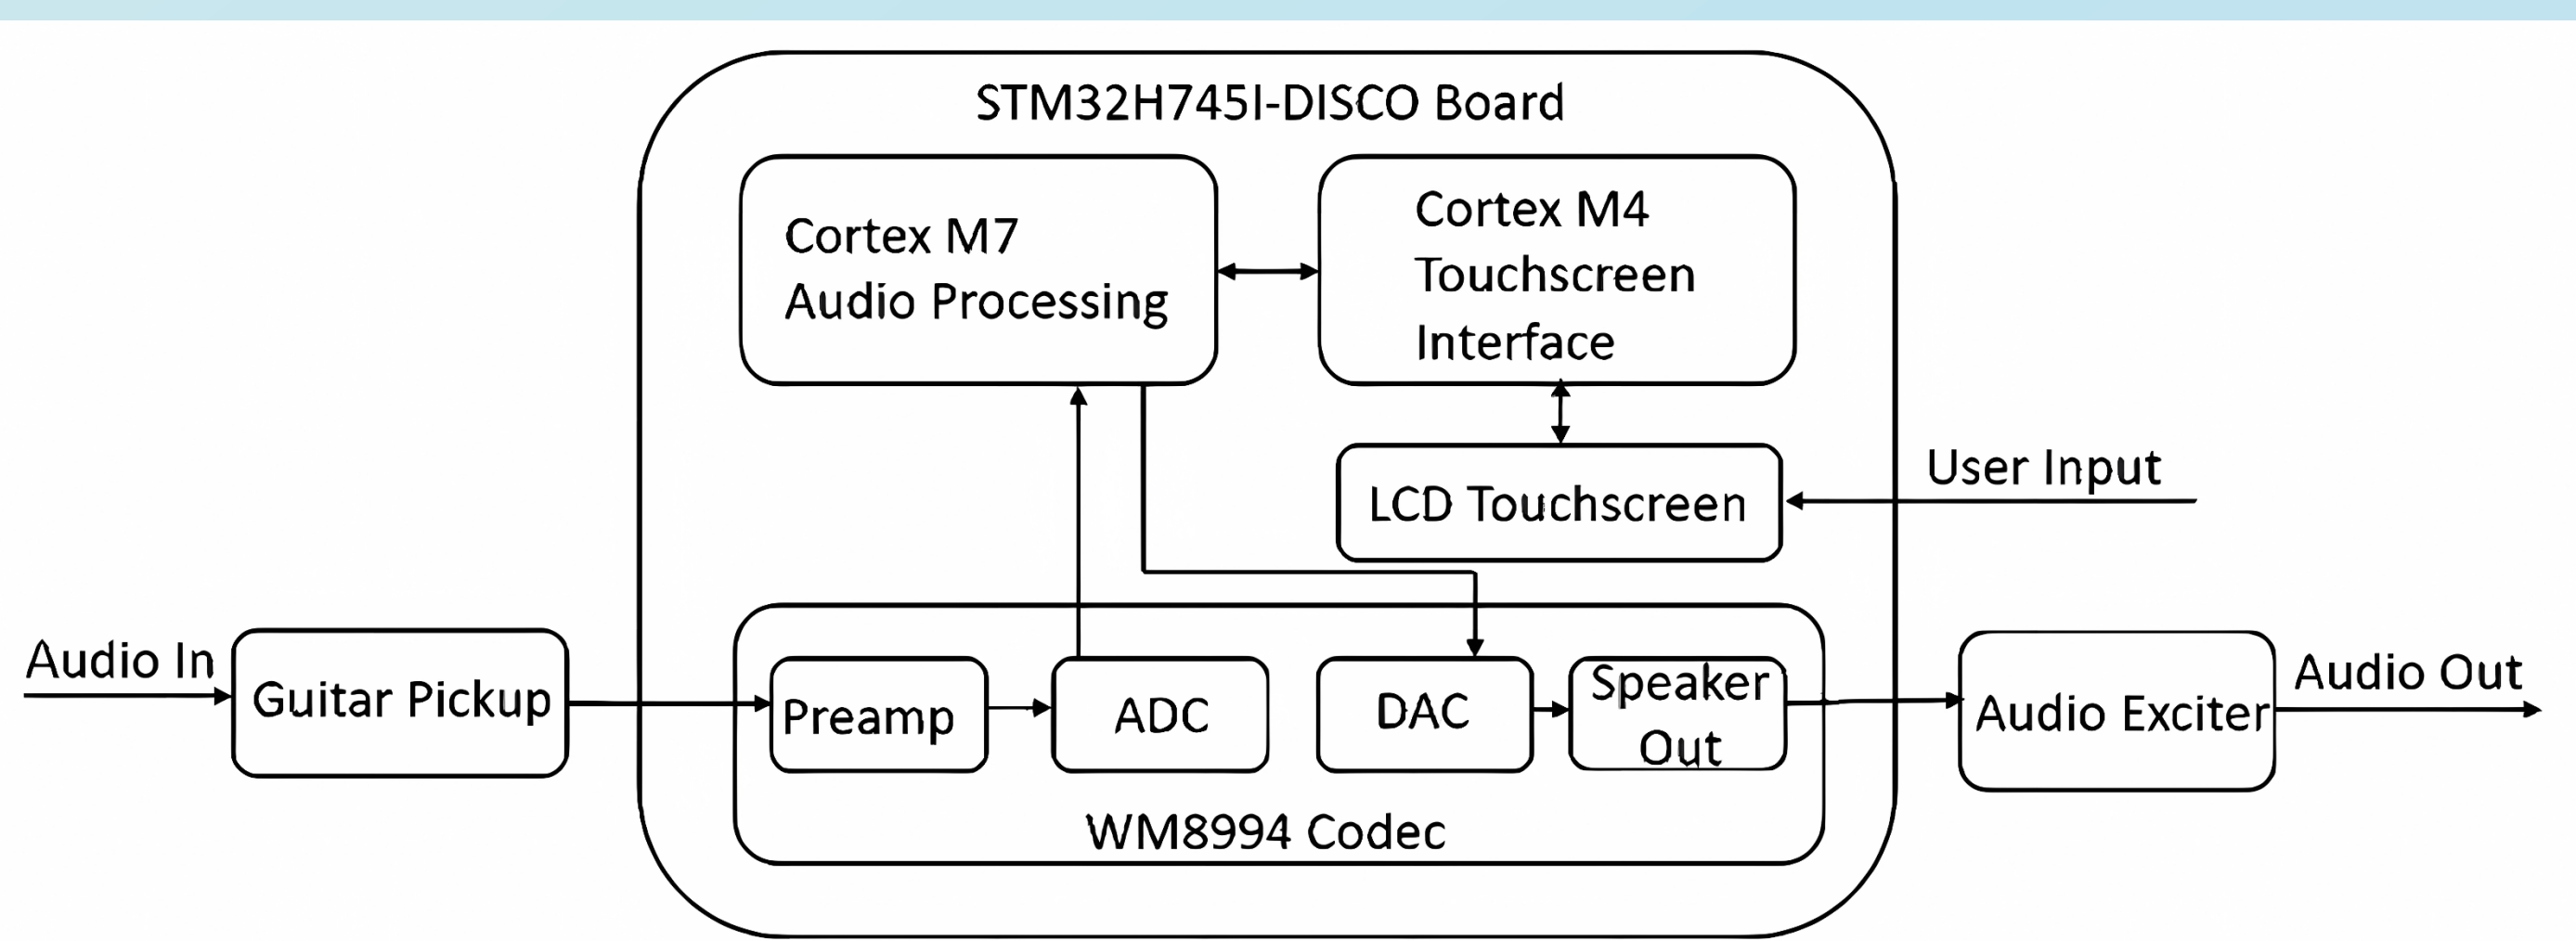 STM32H745I-DISCO Board
Cortex M7
Audio Processing
Cortex M4
Touchscreen
Interface
LCD Touchscreen
User Input
Audio In
Guitar Pickup
Preamp
ADC
DAC
Speaker
Out
Audio Exciter
Audio Out
WM8994 Codec